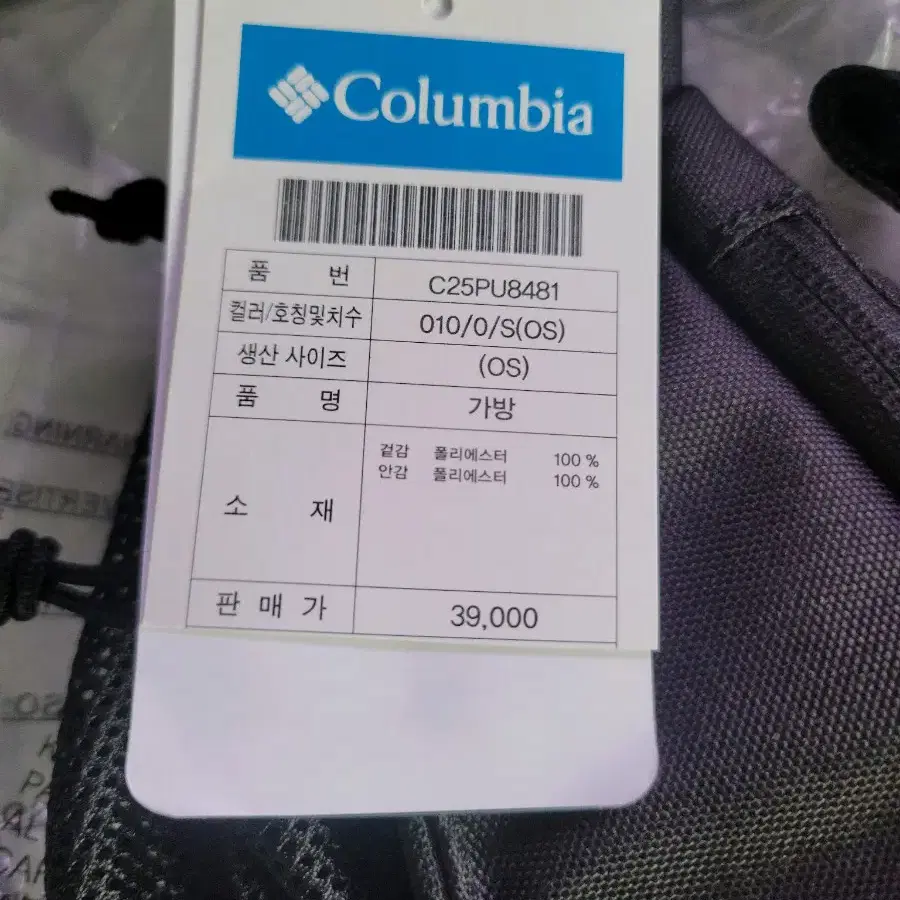 Columbia
품 번 C25PU8481
컬러/호칭및치수 010/0/S(OS)
생산 사이즈 (OS)
품 명 가방
소 재 겉감 폴리에스터 100 %
안감 폴리에스터 100 %
판 매 가 39,000